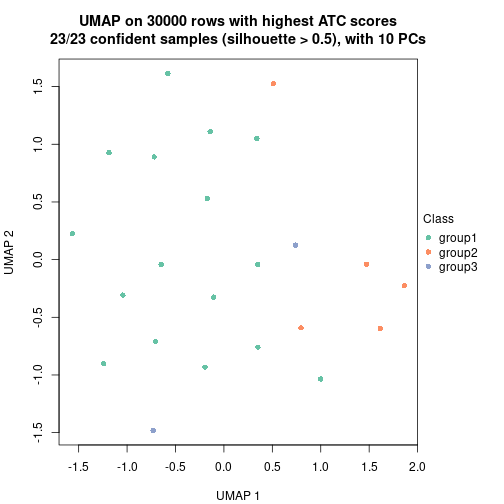 UMAP on 30000 rows with highest ATC scores
23/23 confident samples (silhouette > 0.5), with 10 PCs
1.5
1.0
0.5
0.0
-0.5
-1.0
-1.5
UMAP 2
Class
group1
group2
group3
-1.5 -1.0 -0.5 0.0 0.5 1.0 1.5 2.0
UMAP 1